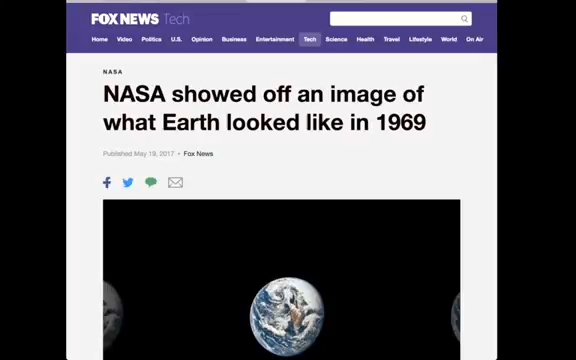 FOX NEWS Tech
Home Video Politics U.S. Opinion Business Entertainment Tech Science Health Travel Lifestyle World On Air
NASA
NASA showed off an image of
what Earth looked like in 1969
Published May 19, 2017 • Fox News